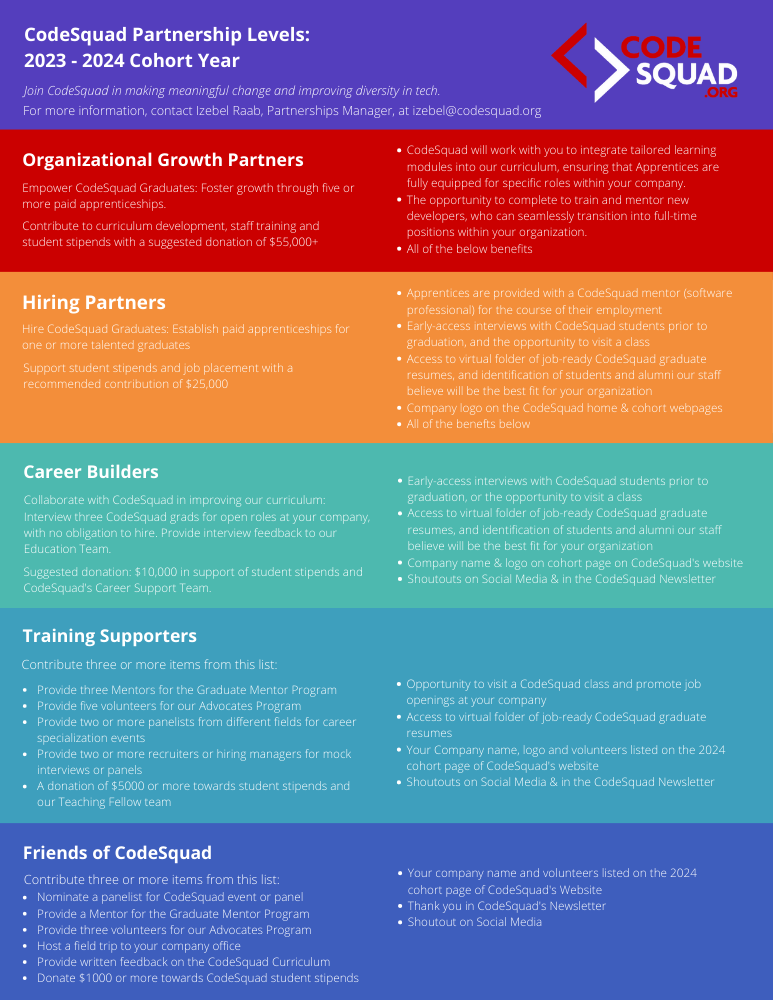 CodeSquad Partnership Levels:
2023 - 2024 Cohort Year
Join CodeSquad in making meaningful change and improving diversity in tech.
For more information, contact Izebel Raab, Partnerships Manager, at izebel@codesquad.org
CODE
SQUAD
.ORG
Organizational Growth Partners
Empower CodeSquad Graduates: Foster growth through five or
more paid apprenticeships.
Contribute to curriculum development, staff training and
student stipends with a suggested donation of $55,000+
• CodeSquad will work with you to integrate tailored learning
modules into our curriculum, ensuring that Apprentices are
fully equipped for specific roles within your company.
• The opportunity to complete to train and mentor new
developers, who can seamlessly transition into full-time
positions within your organization.
• All of the below benefits
Hiring Partners
Hire CodeSquad Graduates: Establish paid apprenticeships for
one or more talented graduates
Support student stipends and job placement with a
recommended contribution of $25,000
• Apprentices are provided with a CodeSquad mentor (software
professional) for the course of their employment
• Early-access interviews with CodeSquad students prior to
graduation, and the opportunity to visit a class
• Access to virtual folder of job-ready CodeSquad graduate
resumes, and identification of students and alumni our staff
believe will be the best fit for your organization
• Company logo on the CodeSquad home & cohort webpages
• All of the benefts below
Career Builders
Collaborate with CodeSquad in improving our curriculum:
Interview three CodeSquad grads for open roles at your company,
with no obligation to hire. Provide interview feedback to our
Education Team.
Suggested donation: $10,000 in support of student stipends and
CodeSquad's Career Support Team.
• Early-access interviews with CodeSquad students prior to
graduation, or the opportunity to visit a class
• Access to virtual folder of job-ready CodeSquad graduate
resumes, and identification of students and alumni our staff
believe will be the best fit for your organization
• Company name & logo on cohort page on CodeSquad's website
• Shoutouts on Social Media & in the CodeSquad Newsletter
Training Supporters
Contribute three or more items from this list:
• Provide three Mentors for the Graduate Mentor Program
• Provide five volunteers for our Advocates Program
• Provide two or more panelists from different fields for career
specialization events
• Provide two or more recruiters or hiring managers for mock
interviews or panels
• A donation of $5000 or more towards student stipends and
our Teaching Fellow team
• Opportunity to visit a CodeSquad class and promote job
openings at your company
• Access to virtual folder of job-ready CodeSquad graduate
resumes
• Your Company name, logo and volunteers listed on the 2024
cohort page of CodeSquad's website
• Shoutouts on Social Media & in the CodeSquad Newsletter
Friends of CodeSquad
Contribute three or more items from this list:
• Nominate a panelist for CodeSquad event or panel
• Provide a Mentor for the Graduate Mentor Program
• Provide three volunteers for our Advocates Program
• Host a field trip to your company office
• Provide written feedback on the CodeSquad Curriculum
• Donate $1000 or more towards CodeSquad student stipends
• Your company name and volunteers listed on the 2024
cohort page of CodeSquad's Website
• Thank you in CodeSquad's Newsletter
• Shoutout on Social Media